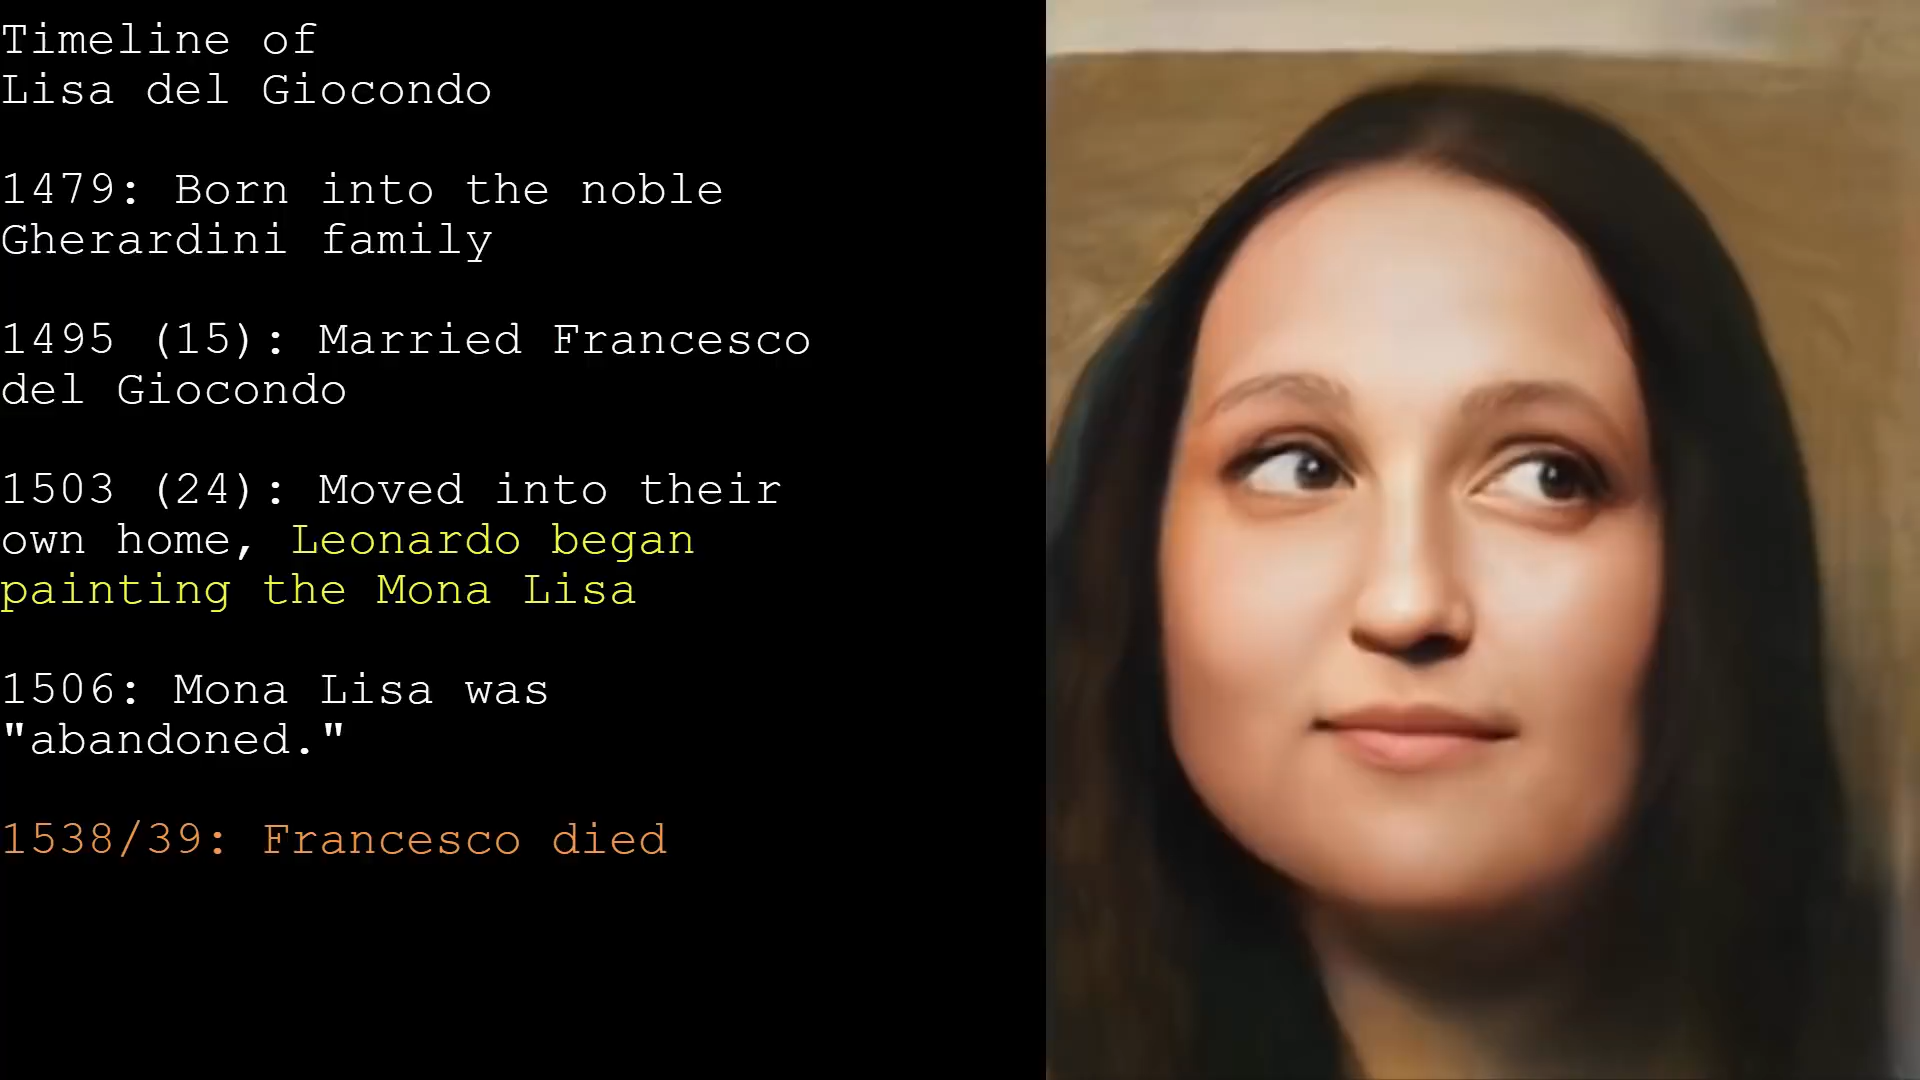 Timeline of
Lisa del Giocondo
1479: Born into the noble
Gherardini family
1495 (15): Married Francesco
del Giocondo
1503 (24): Moved into their
own home, Leonardo began
painting the Mona Lisa
1506: Mona Lisa was
"abandoned."
1538/39: Francesco died